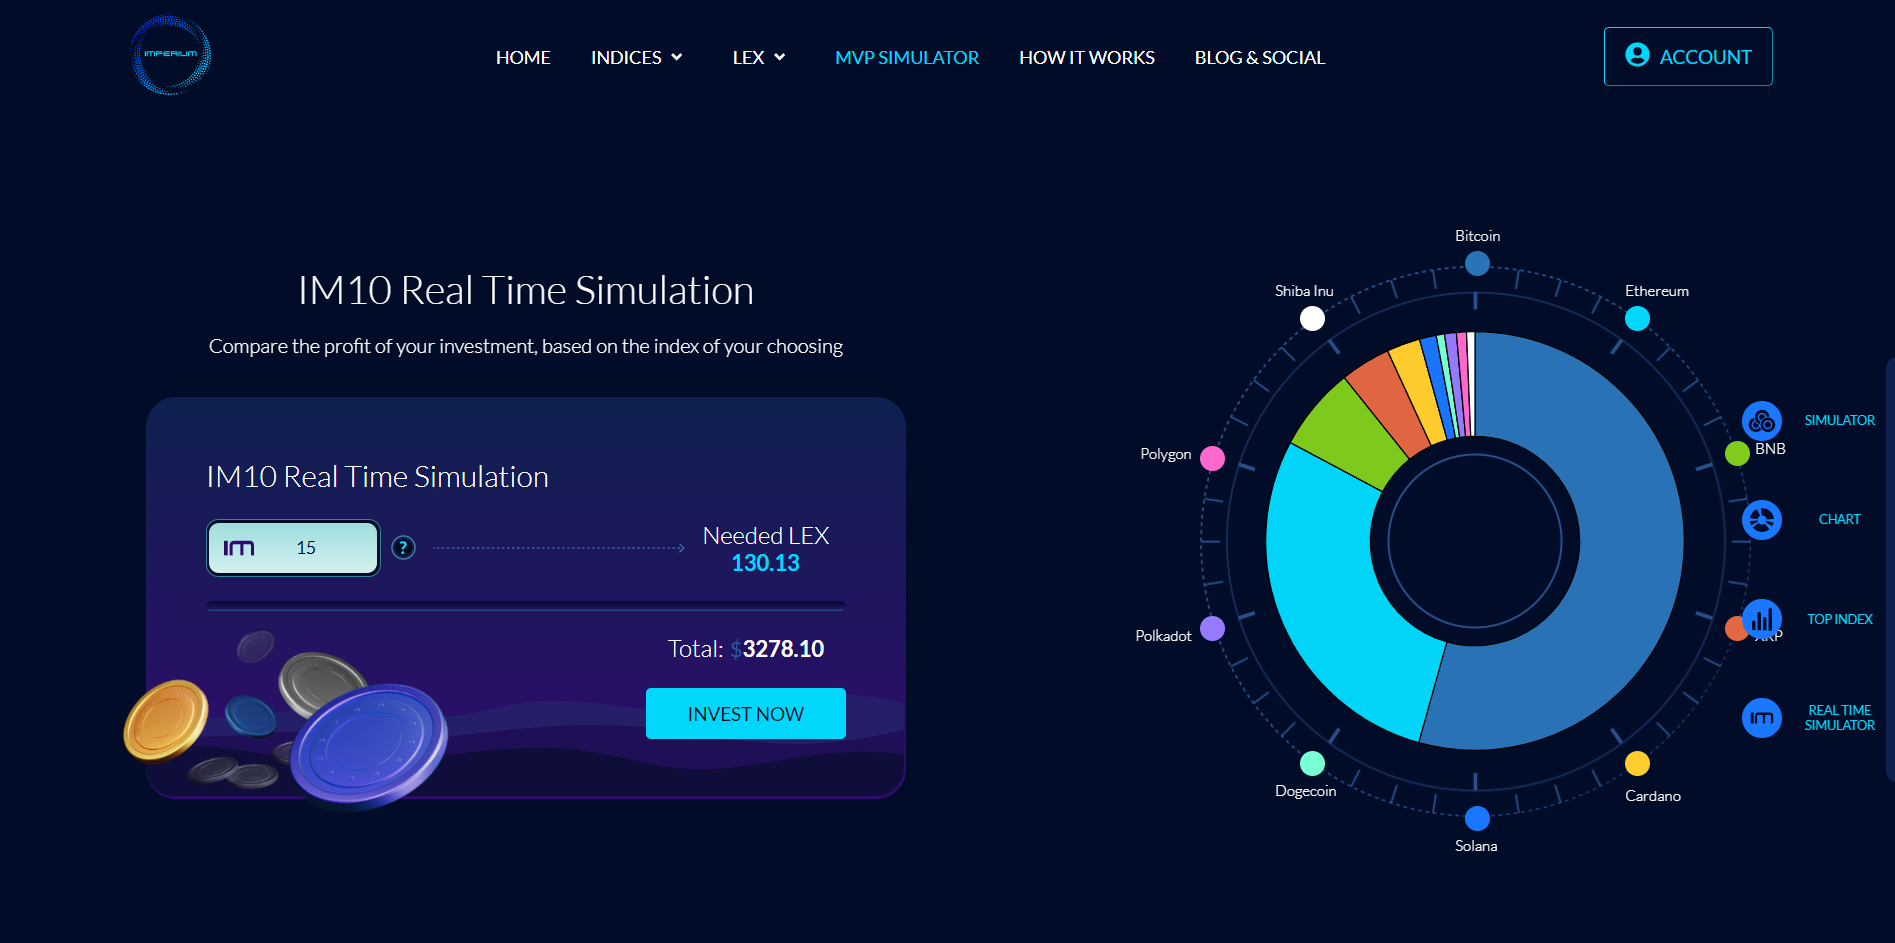 IMPERIUM
HOME
INDICES
LEX
MVP SIMULATOR
HOW IT WORKS
BLOG & SOCIAL
ACCOUNT
IM10 Real Time Simulation
Compare the profit of your investment, based on the index of your choosing
IM10 Real Time Simulation
IM
15
?
Needed LEX
130.13
Total: $3278.10
INVEST NOW
Bitcoin
Shiba Inu
Ethereum
Polygon
BNB
Polkadot
XRP
Dogecoin
Cardano
Solana
SIMULATOR
CHART
TOP INDEX
IM
REAL TIME
SIMULATOR